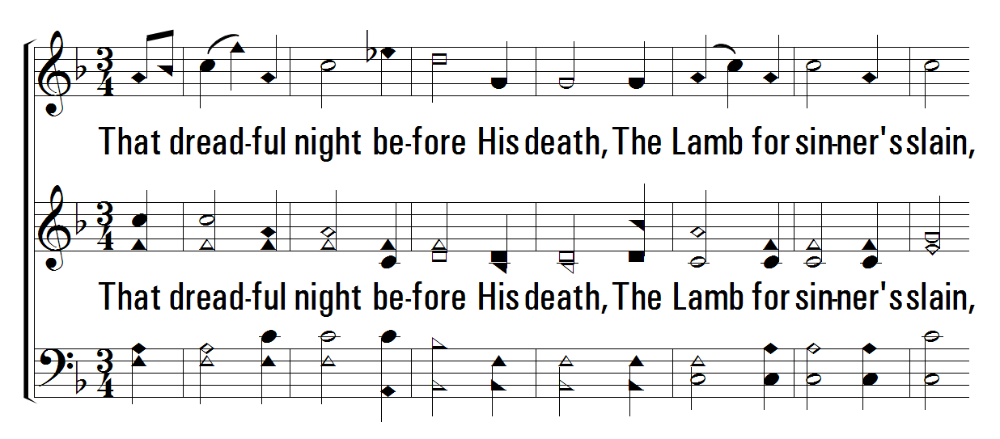 That dread-ful night be-fore His death, The Lamb for sin-ner's slain,
That dread-ful night be-fore His death, The Lamb for sin-ner's slain,